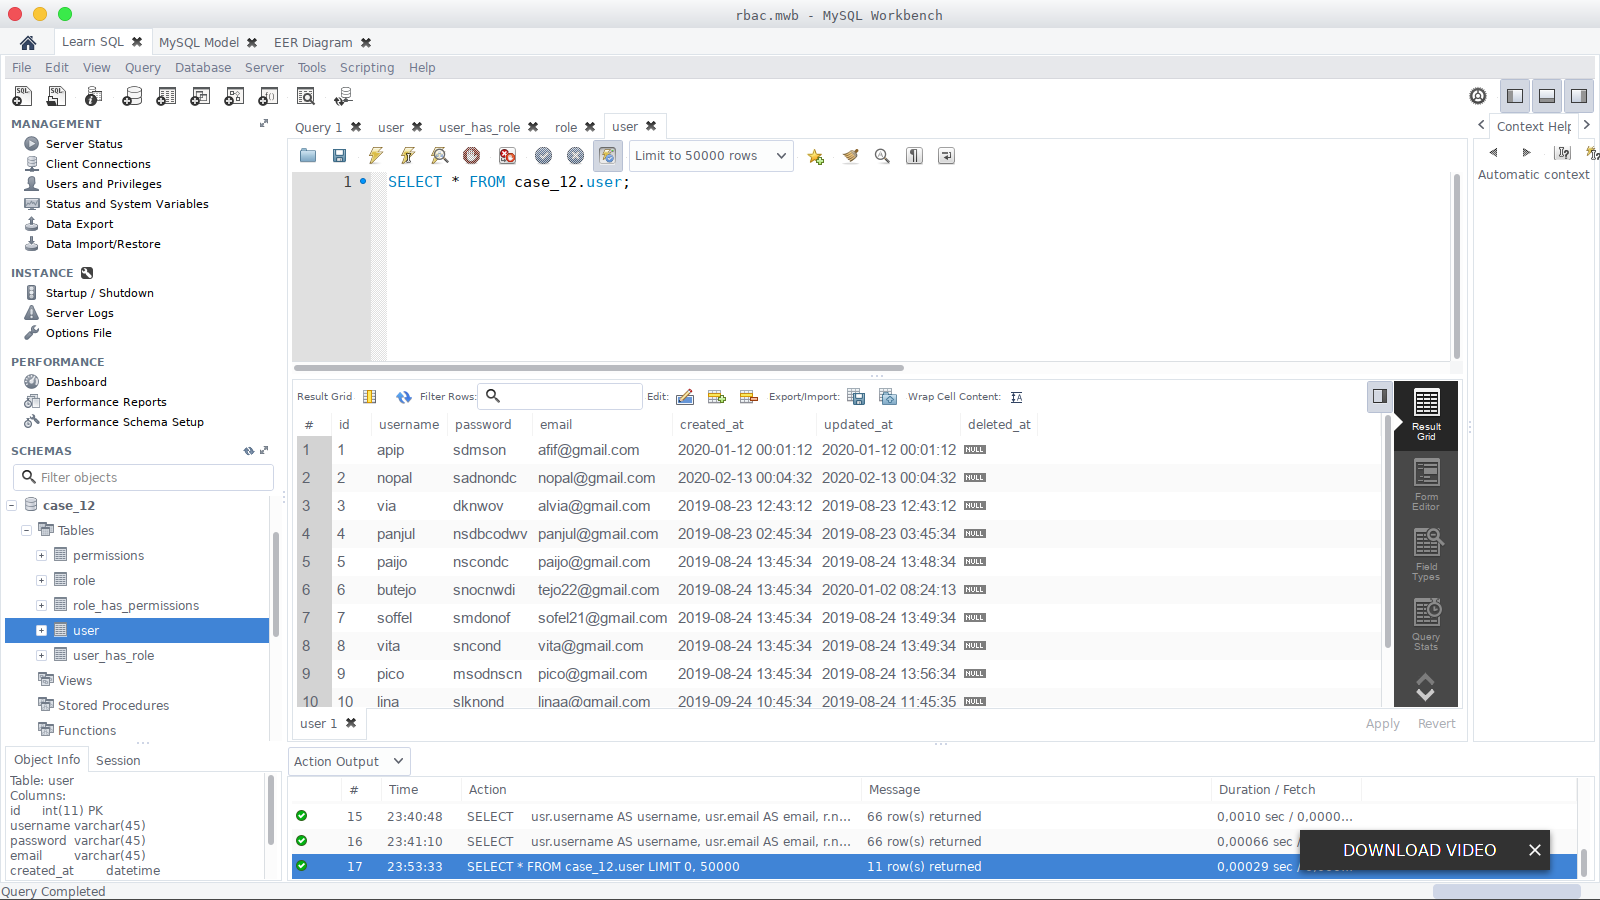 rbac.mwb - MySQL Workbench
Learn SQL MySQL Model EER Diagram
File Edit View Query Database Server Tools Scripting Help
MANAGEMENT
Server Status
Client Connections
Users and Privileges
Status and System Variables
Data Export
Data Import/Restore
INSTANCE
Startup / Shutdown
Server Logs
Options File
PERFORMANCE
Dashboard
Performance Reports
Performance Schema Setup
SCHEMAS
Filter objects
case_12
Tables
permissions
role
role_has_permissions
user
user_has_role
Views
Stored Procedures
Functions
Object Info Session
Table: user
Columns:
id int(11) PK
username varchar(45)
password varchar(45)
email varchar(45)
created_at datetime
Query 1 user user_has_role role user
Limit to 50000 rows
1 SELECT * FROM case_12.user;
Result Grid Filter Rows: Edit: Export/Import: Wrap Cell Content:
# id username password email created_at updated_at deleted_at
1 1 apip sdmson afif@gmail.com 2020-01-12 00:01:12 2020-01-12 00:01:12 NULL
2 2 nopal sadnondc nopal@gmail.com 2020-02-13 00:04:32 2020-02-13 00:04:32 NULL
3 3 via dknwov alvia@gmail.com 2019-08-23 12:43:12 2019-08-23 12:43:12 NULL
4 4 panjul nsdbcodwv panjul@gmail.com 2019-08-23 02:45:34 2019-08-23 03:45:34 NULL
5 5 paijo nscondc paijo@gmail.com 2019-08-24 13:45:34 2019-08-24 13:48:34 NULL
6 6 butejo snocnwdi tejo22@gmail.com 2019-08-24 13:45:34 2020-01-02 08:24:13 NULL
7 7 soffel smdonof sofel21@gmail.com 2019-08-24 13:45:34 2019-08-24 13:49:34 NULL
8 8 vita sncond vita@gmail.com 2019-08-24 13:45:34 2019-08-24 13:49:34 NULL
9 9 pico msodnscn pico@gmail.com 2019-08-24 13:45:34 2019-08-24 13:56:34 NULL
10 10 lina slknond linaa@gmail.com 2019-09-24 10:45:34 2019-08-24 11:45:35 NULL
user 1
Apply Revert
Result Grid
Form Editor
Field Types
Query Stats
Context Help
Automatic context
Action Output
# Time Action Message Duration / Fetch
15 23:40:48 SELECT usr.username AS username, usr.email AS email, r.n... 66 row(s) returned 0,0010 sec / 0,0000...
16 23:41:10 SELECT usr.username AS username, usr.email AS email, r.n... 66 row(s) returned 0,00066 sec /
17 23:53:33 SELECT * FROM case_12.user LIMIT 0, 50000 11 row(s) returned 0,00029 sec /
DOWNLOAD VIDEO
Query Completed